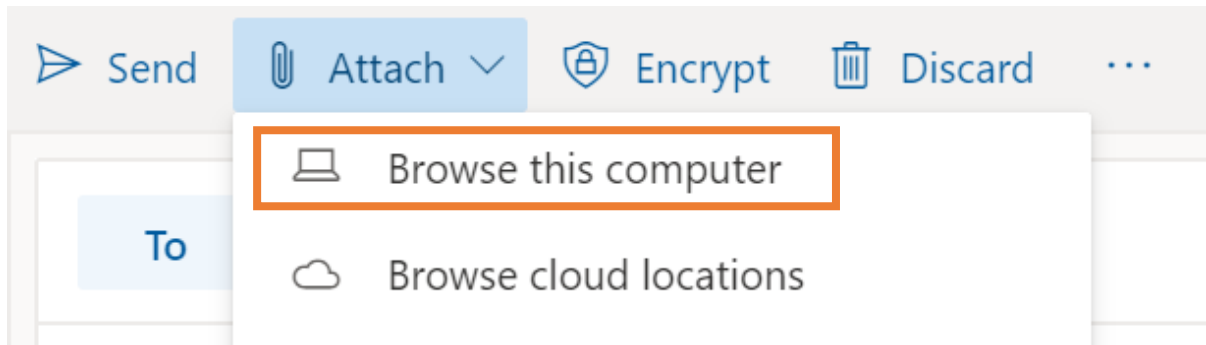 Send Attach Encrypt Discard ...
Browse this computer
To
Browse cloud locations